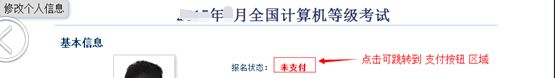 修改个人信息
年 月全国计算机等级考试
基本信息
报名状态： 未支付 点击可跳转到 支付按钮 区域